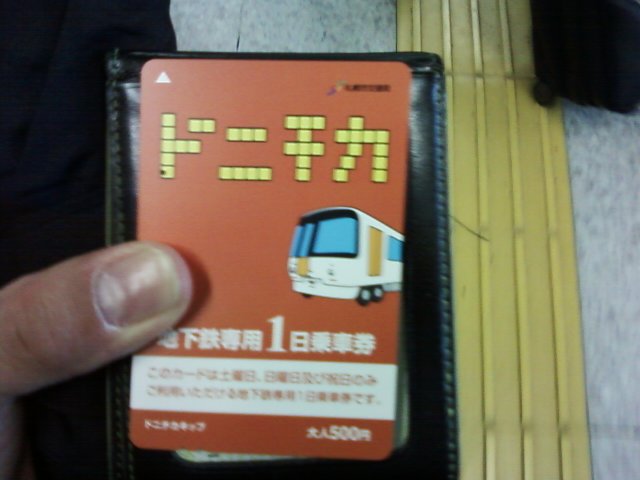 札幌市交通局
ドニチカ
地下鉄専用1日乗車券
このカードは土曜日、日曜日及び祝日のみ
ご利用いただける地下鉄専用1日乗車券です。
ドニチカキップ
大人500円